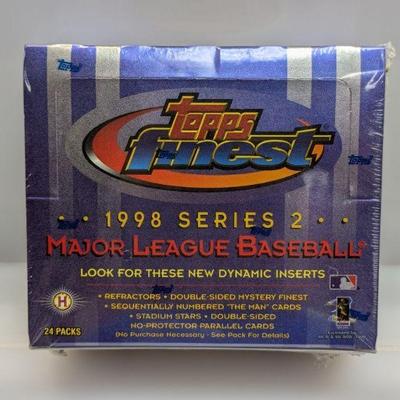 Topps
Topps
Topps
finest®
Topps
Topps
Topps
•• 1998 SERIES 2 ••
MAJOR LEAGUE BASEBALL®
LOOK FOR THESE NEW DYNAMIC INSERTS
• REFRACTORS • DOUBLE-SIDED MYSTERY FINEST
• SEQUENTIALLY NUMBERED "THE MAN" CARDS
• STADIUM STARS • DOUBLE-SIDED
NO-PROTECTOR PARALLEL CARDS
(No Purchase Necessary - See Pack For Details)
H
24 PACKS